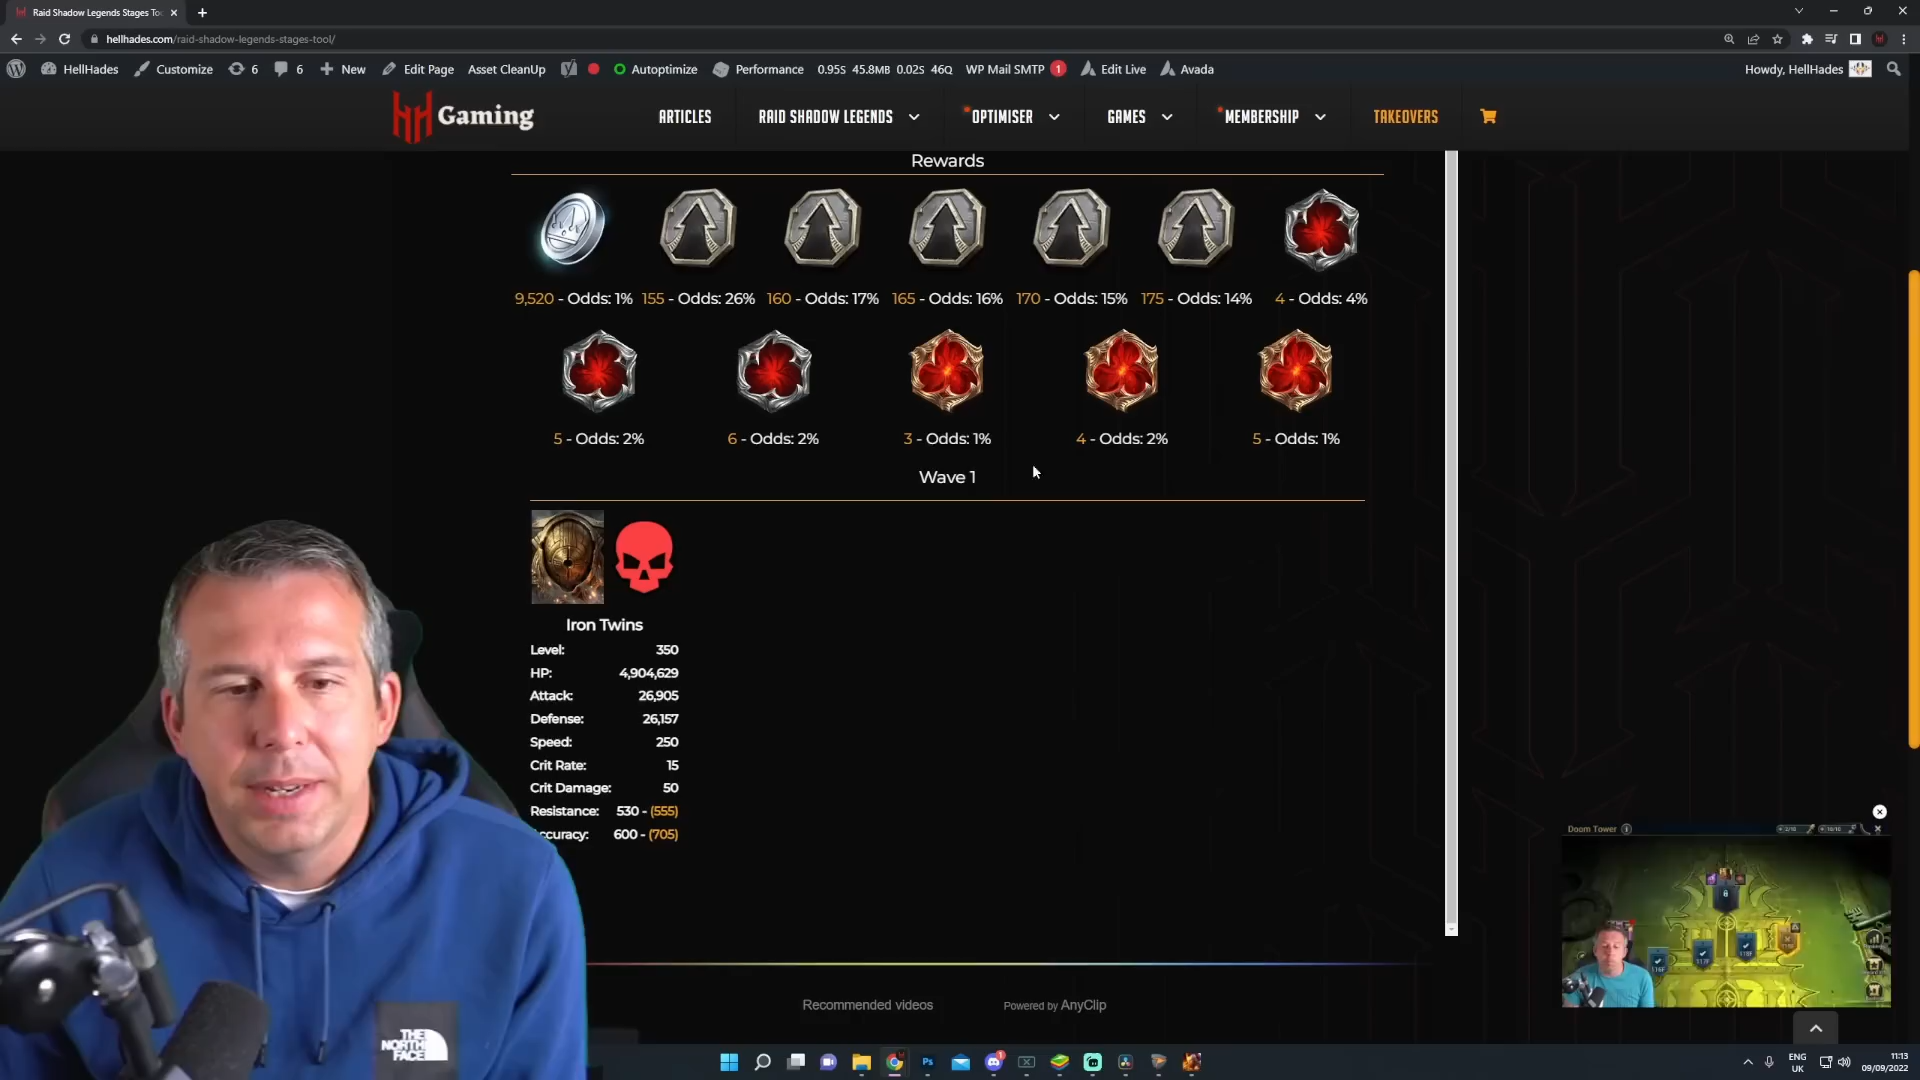 Raid Shadow Legends Stages To
hellhades.com/raid-shadow-legends-stages-tool/
HellHades Customize 6 6 New Edit Page Asset CleanUp Autoptimize Performance 0.95S 45.8MB 0.02S 46Q WP Mail SMTP 1 Edit Live Avada Howdy, HellHades
Gaming ARTICLES RAID SHADOW LEGENDS OPTIMISER GAMES MEMBERSHIP TAKEOVERS
Rewards
9,520 - Odds: 1% 155 - Odds: 26% 160 - Odds: 17% 165 - Odds: 16% 170 - Odds: 15% 175 - Odds: 14% 4 - Odds: 4%
5 - Odds: 2% 6 - Odds: 2% 3 - Odds: 1% 4 - Odds: 2% 5 - Odds: 1%
Wave 1
Iron Twins
Level: 350
HP: 4,904,629
Attack: 26,905
Defense: 26,157
Speed: 250
Crit Rate: 15
Crit Damage: 50
Resistance: 530 - (555)
ccuracy: 600 - (705)
Doom Tower
Recommended videos Powered by AnyClip
THE
NORTH
FACE
ENG
UK
11:13
09/09/2022